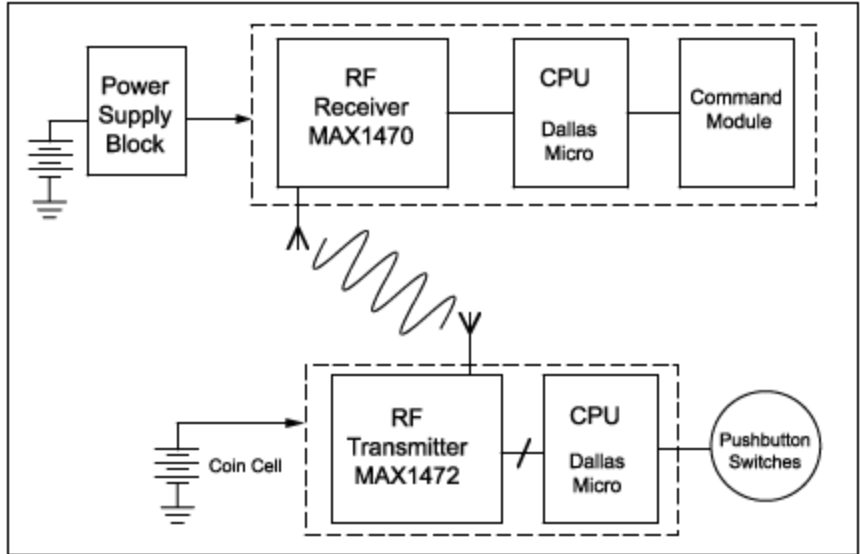 Power
Supply
Block
RF
Receiver
MAX1470
CPU
Dallas
Micro
Command
Module
RF
Transmitter
MAX1472
CPU
Dallas
Micro
Pushbutton
Switches
Coin Cell